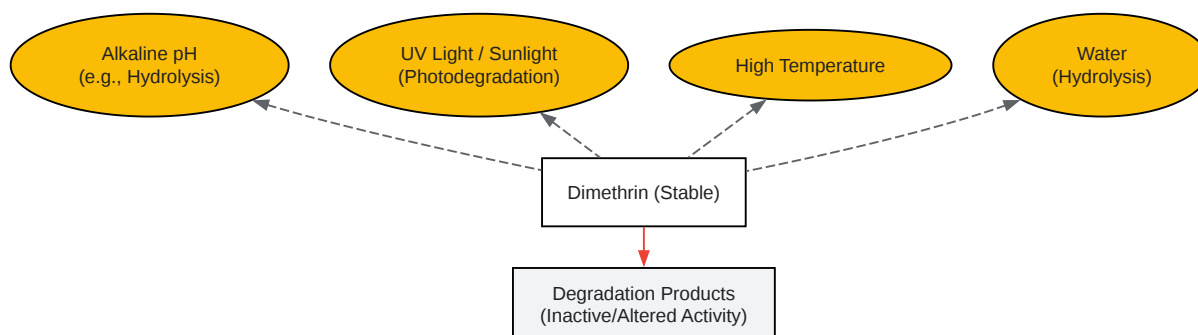 Alkaline pH
(e.g., Hydrolysis)
UV Light / Sunlight
(Photodegradation)
High Temperature
Water
(Hydrolysis)
Dimethrin (Stable)
Degradation Products
(Inactive/Altered Activity)